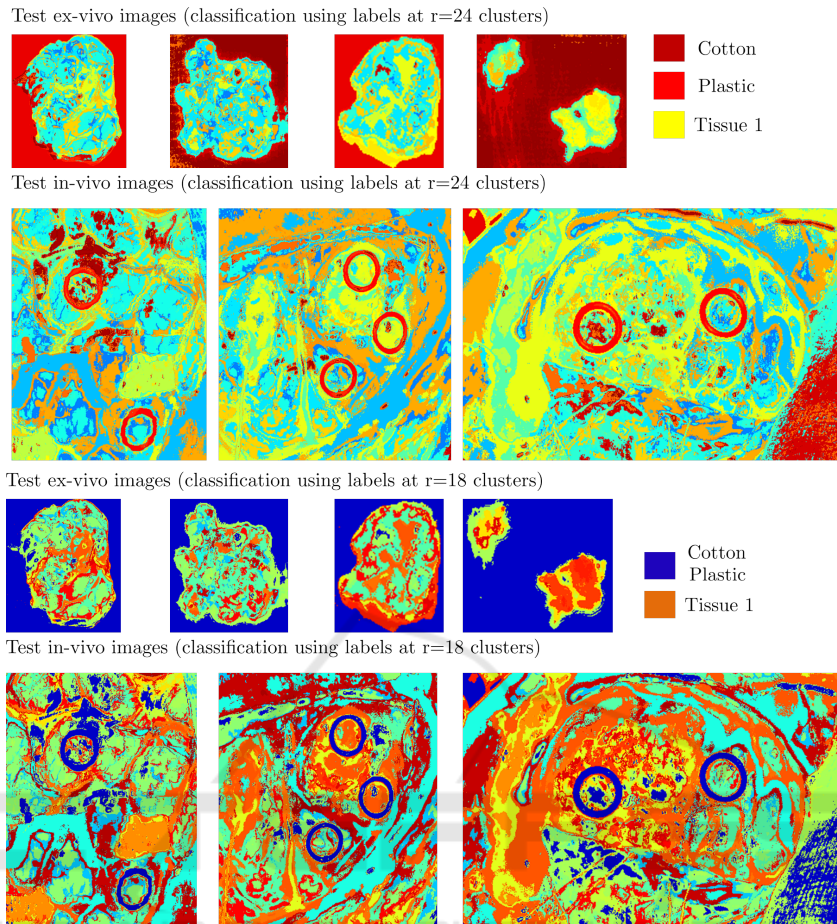 Test ex-vivo images (classification using labels at r=24 clusters)
Cotton
Plastic
Tissue 1
Test in-vivo images (classification using labels at r=24 clusters)
Test ex-vivo images (classification using labels at r=18 clusters)
Cotton
Plastic
Tissue 1
Test in-vivo images (classification using labels at r=18 clusters)